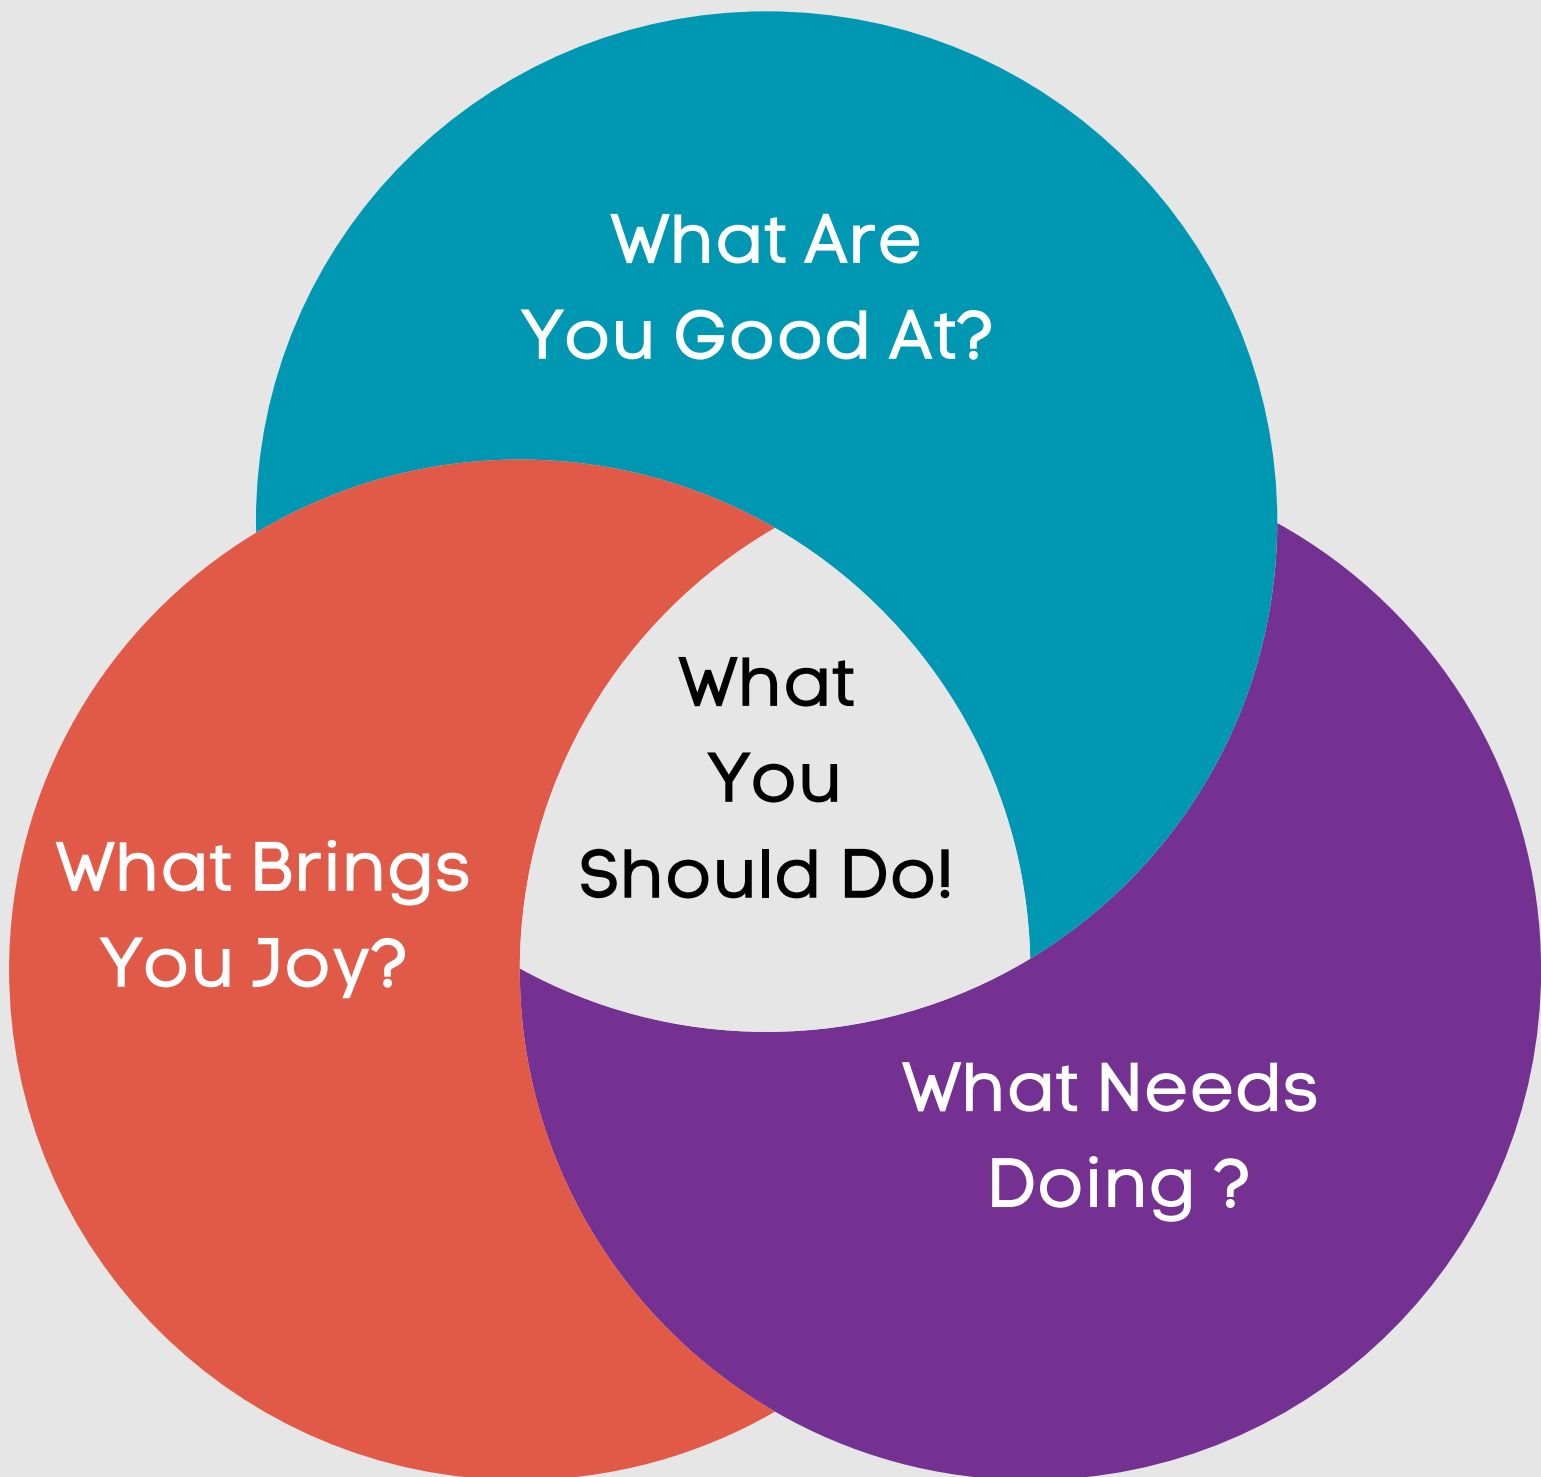 What Are
You Good At?
What
You
Should Do!
What Brings
You Joy?
What Needs
Doing ?